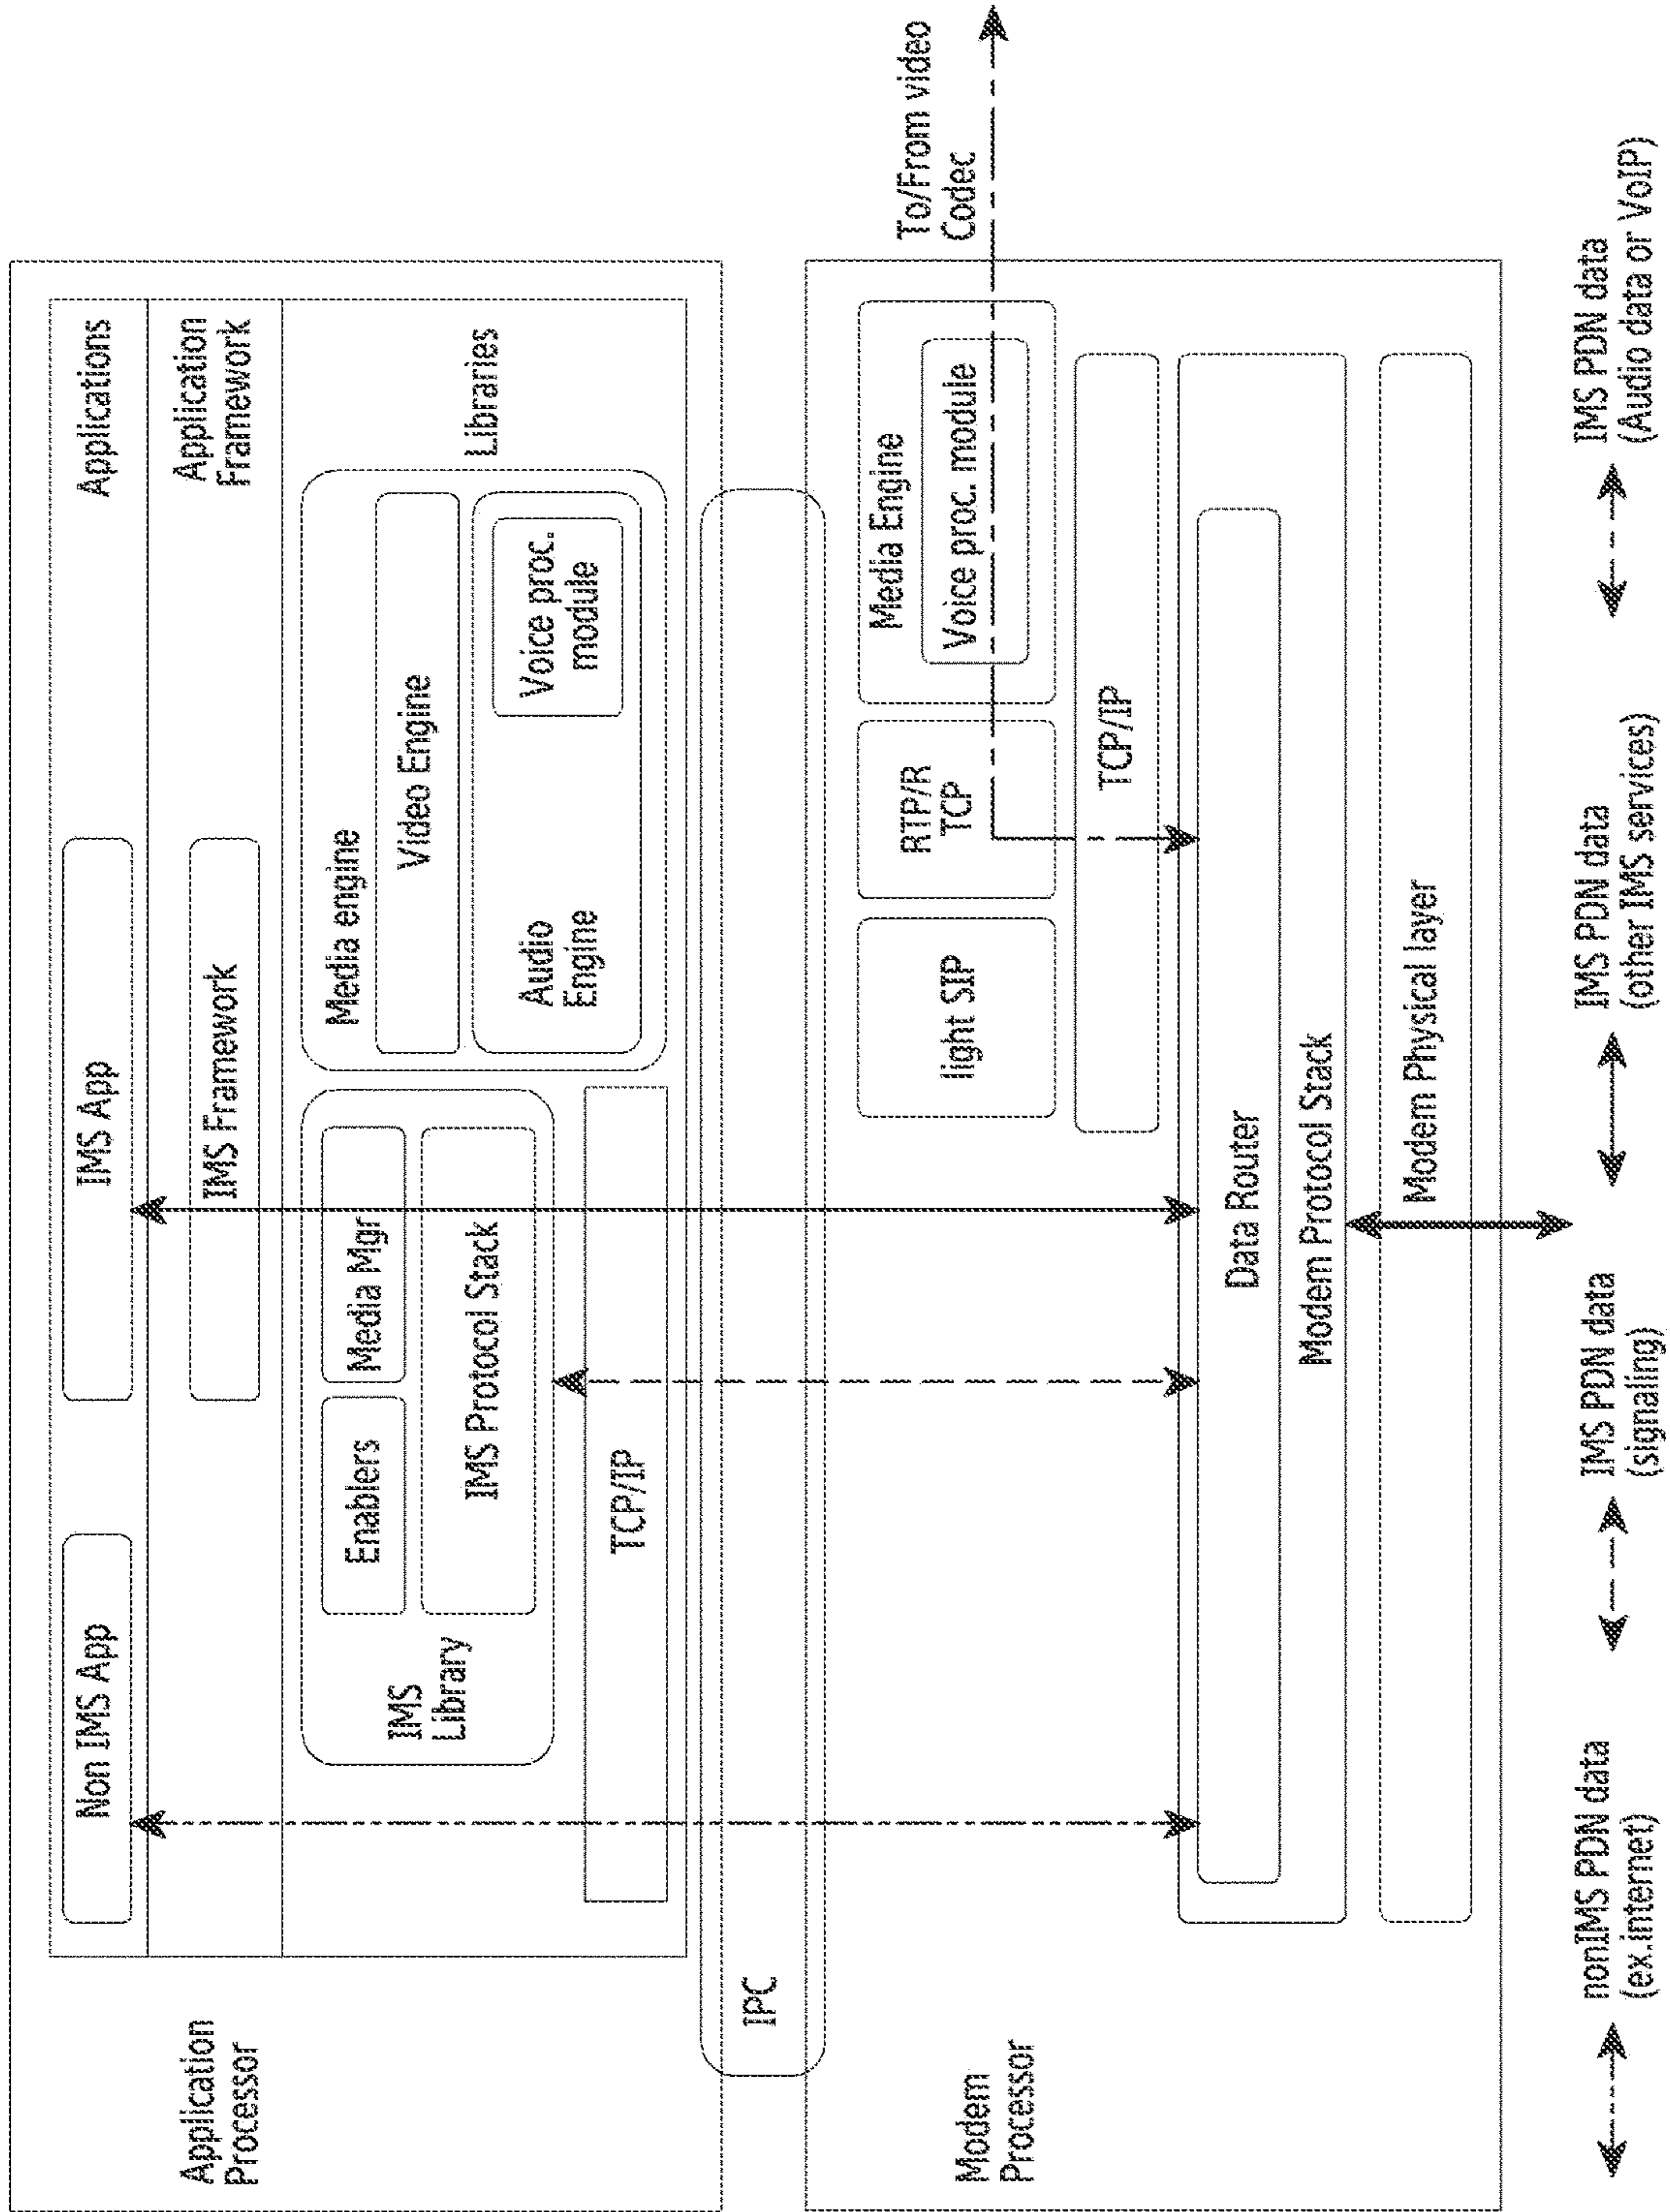 Application
Processor
Non IMS App
IMS App
Applications
IMS Framework
Application
Framework
IMS
Library
Enablers
Media Mgr
IMS Protocol Stack
Media engine
Video Engine
Audio
Engine
Voice proc.
module
Libraries
TCP/IP
IPC
Modem
Processor
light SIP
RTP/R
TCP
Media Engine
Voice proc. module
To/From video
Codec
TCP/IP
Data Router
Modem Protocol Stack
Modem Physical layer
nonIMS PDN data
(ex.internet)
IMS PDN data
(signaling)
IMS PDN data
(other IMS services)
IMS PDN data
(Audio data or VoIP)